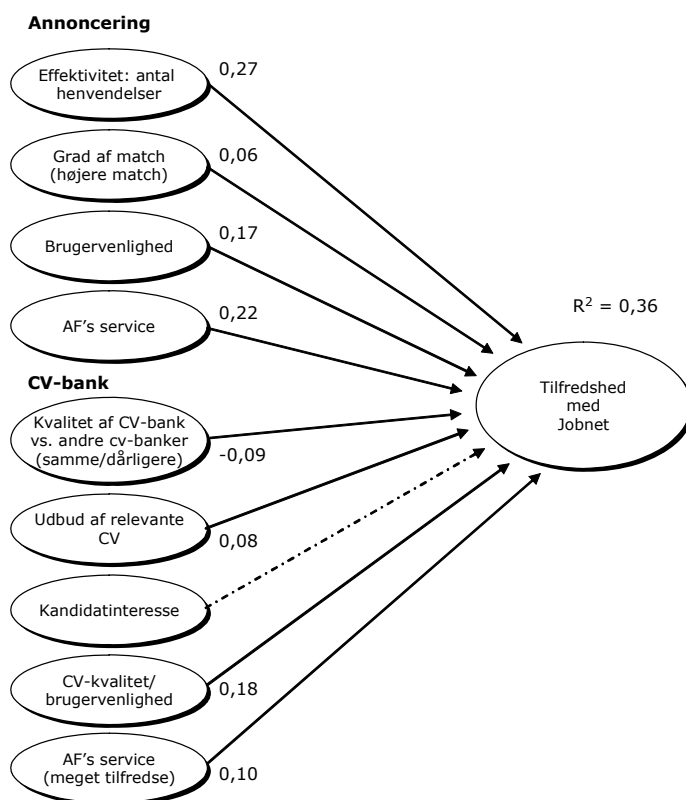 Annoncering
Effektivitet: antal
henvendelser
0,27
Grad af match
(højere match)
0,06
Brugervenlighed
0,17
AF's service
0,22
R² = 0,36
Tilfredshed
med
Jobnet
CV-bank
Kvalitet af CV-bank
vs. andre cv-banker
(samme/dårligere)
-0,09
Udbud af relevante
CV
0,08
Kandidatinteresse
CV-kvalitet/
brugervenlighed
0,18
AF's service
(meget tilfredse)
0,10